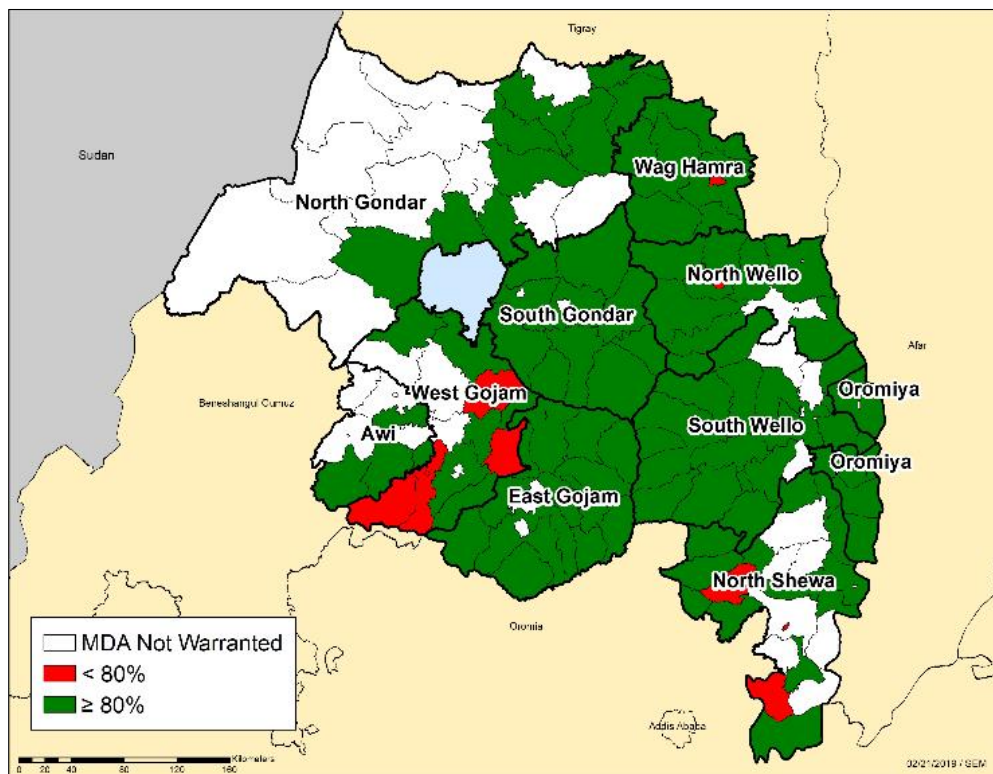 Tigray
Sudan
Wag Hamra
North Gondar
North Wello
South Gondar
Afar
Beneshangul Gumuz
West Gojam
Oromiya
Awi
South Wello
Oromiya
East Gojam
North Shewa
Oromia
MDA Not Warranted
< 80%
≥ 80%
Addis Ababa
0 10 20 40 80 120 160
Kilometers
02/21/2019 / SEM